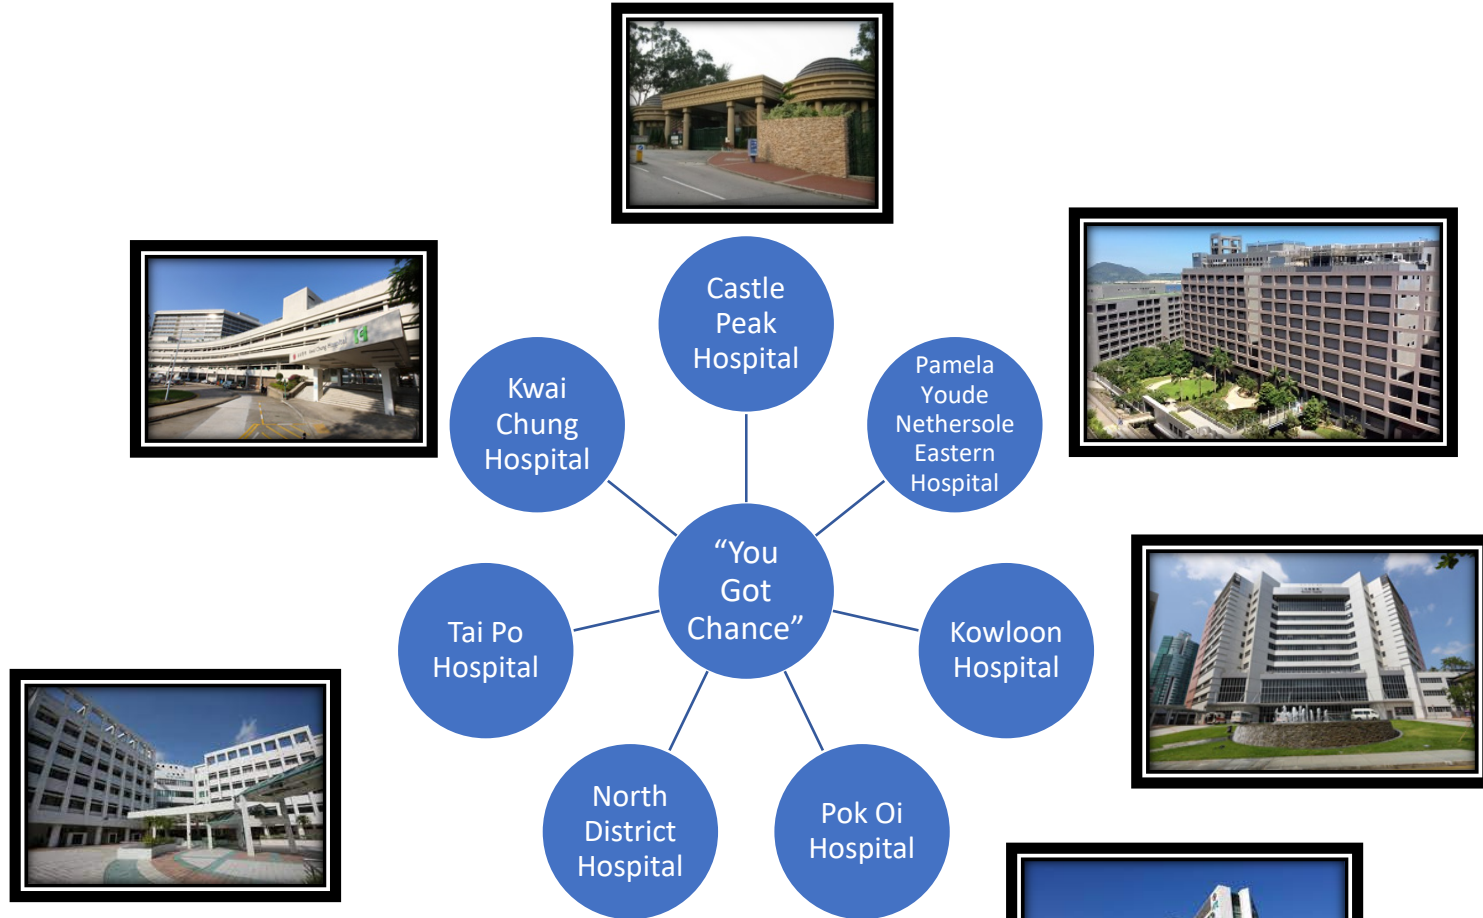 Castle
Peak
Hospital
Pamela
Youde
Nethersole
Eastern
Hospital
Kwai
Chung
Hospital
“You
Got
Chance”
Tai Po
Hospital
Kowloon
Hospital
North
District
Hospital
Pok Oi
Hospital